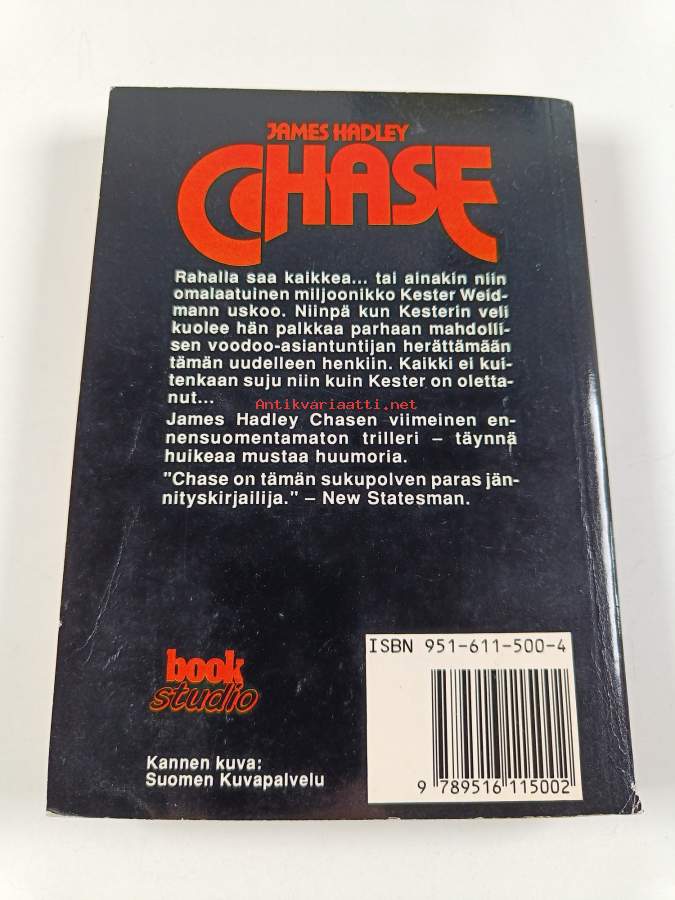 JAMES HADLEY
CHASE
Rahalla saa kaikkea... tai ainakin niin
omalaatuinen miljoonikko Kester Weid-
mann uskoo. Niinpä kun Kesterin veli
kuolee hän palkkaa parhaan mahdolli-
sen voodoo-asiantuntijan herättämään
tämän uudelleen henkiin. Kaikki ei kui-
tenkaan suju niin kuin Kester on oletta-
nut...
Antikvariaatti.net
James Hadley Chasen viimeinen en-
nensuomentamaton trilleri – täynnä
huikeaa mustaa huumoria.
"Chase on tämän sukupolven paras jän-
nityskirjailija." – New Statesman.
ISBN 951-611-500-4
book
studio
Kannen kuva:
Suomen Kuvapalvelu
9 789516 115002